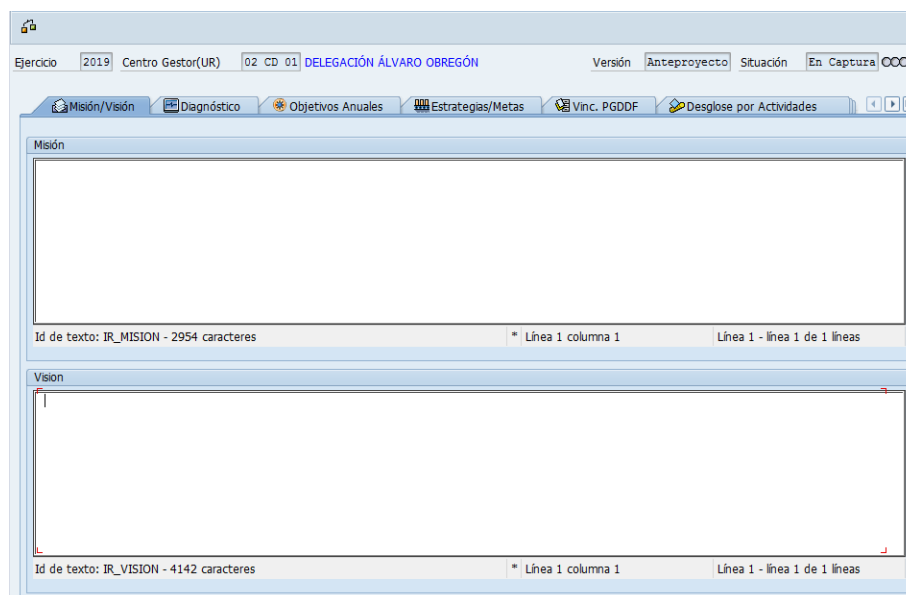 Ejercicio 2019 Centro Gestor(UR) 02 CD 01 DELEGACIÓN ÁLVARO OBREGÓN Versión Anteproyecto Situación En Captura
Misión/Visión Diagnóstico Objetivos Anuales Estrategias/Metas Vinc. PGDDF Desglose por Actividades
Misión
Id de texto: IR_MISION - 2954 caracteres * Línea 1 columna 1 Línea 1 - línea 1 de 1 líneas
Vision
Id de texto: IR_VISION - 4142 caracteres * Línea 1 columna 1 Línea 1 - línea 1 de 1 líneas